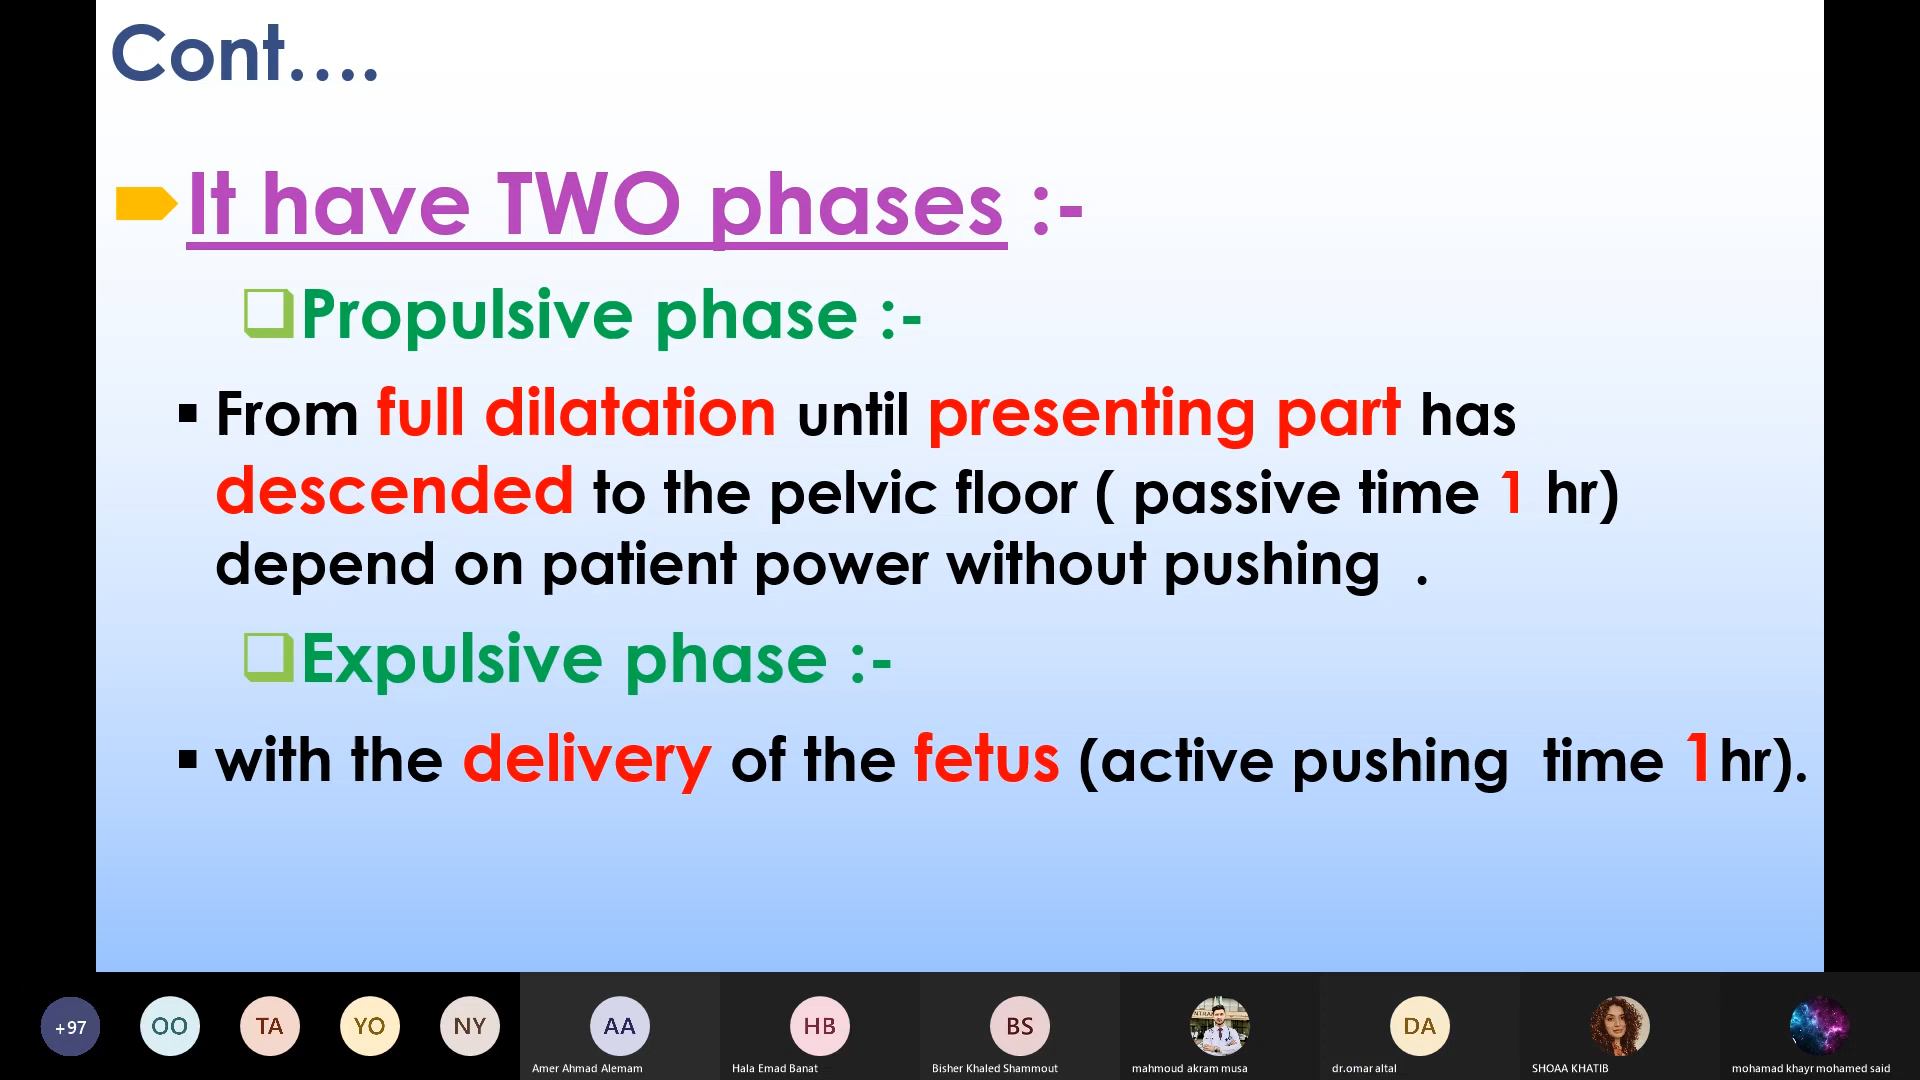 Cont....
It have TWO phases :-
Propulsive phase :-
From full dilatation until presenting part has
descended to the pelvic floor ( passive time 1 hr)
depend on patient power without pushing .
Expulsive phase :-
with the delivery of the fetus (active pushing time 1hr).
+97
OO
TA
YO
NY
AA
HB
BS
DA
Amer Ahmad Alemam
Hala Emad Banat
Bisher Khaled Shammout
mahmoud akram musa
dr.omar altal
SHOAA KHATIB
mohamad khayr mohamed said